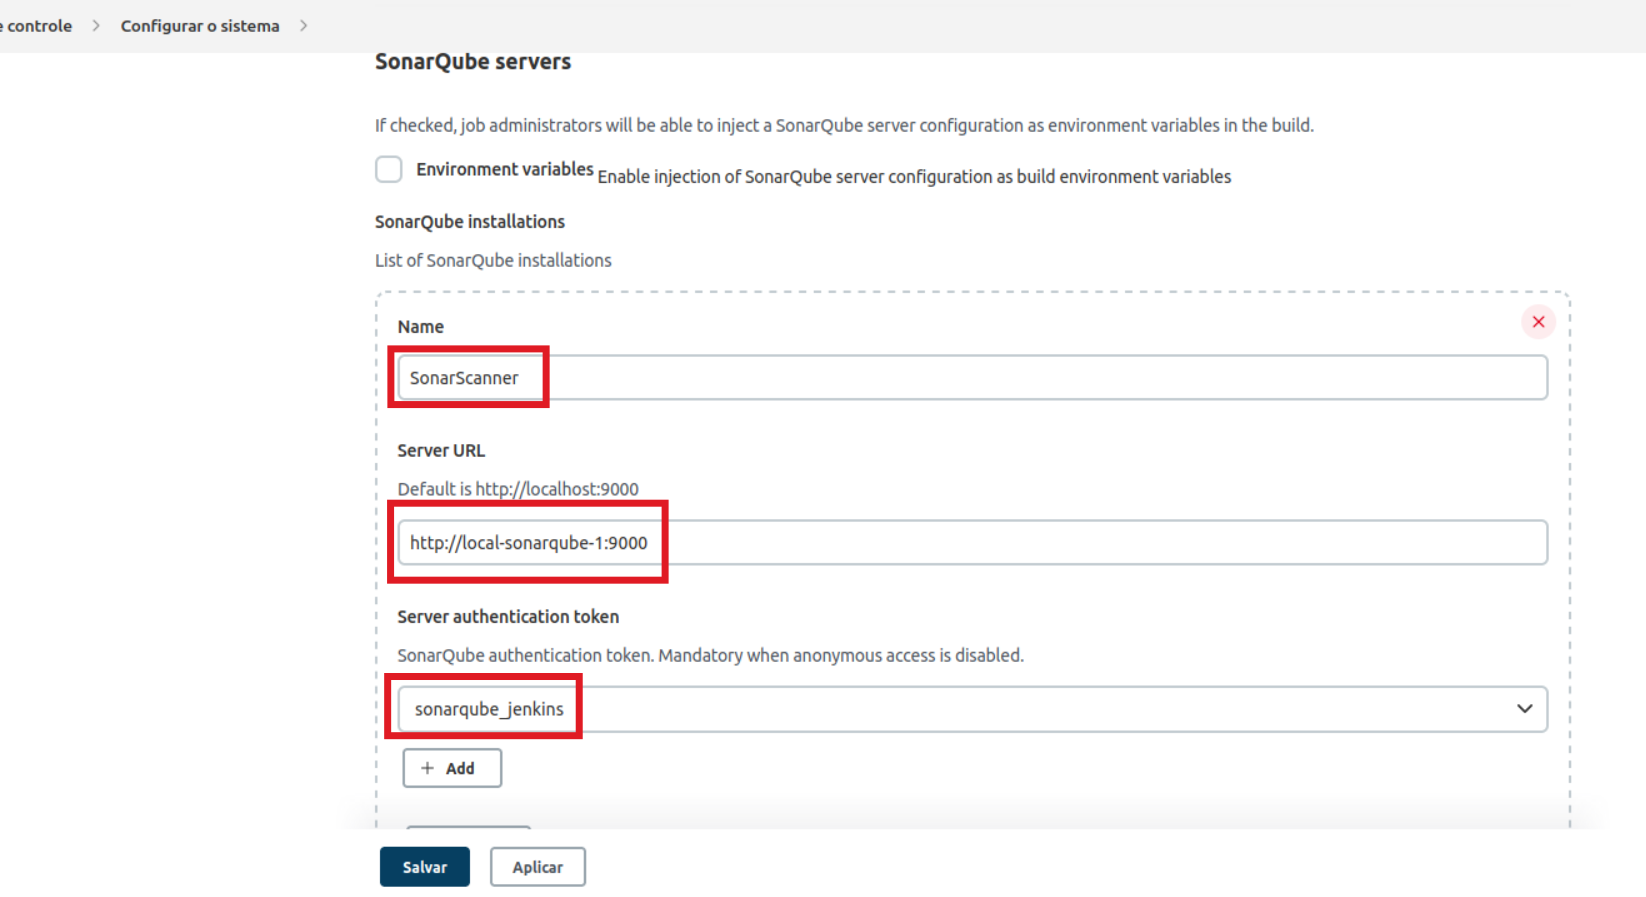 e controle > Configurar o sistema >
SonarQube servers
If checked, job administrators will be able to inject a SonarQube server configuration as environment variables in the build.
Environment variables Enable injection of SonarQube server configuration as build environment variables
SonarQube installations
List of SonarQube installations
Name
SonarScanner
Server URL
Default is http://localhost:9000
http://local-sonarqube-1:9000
Server authentication token
SonarQube authentication token. Mandatory when anonymous access is disabled.
sonarqube_jenkins
+ Add
Salvar Aplicar